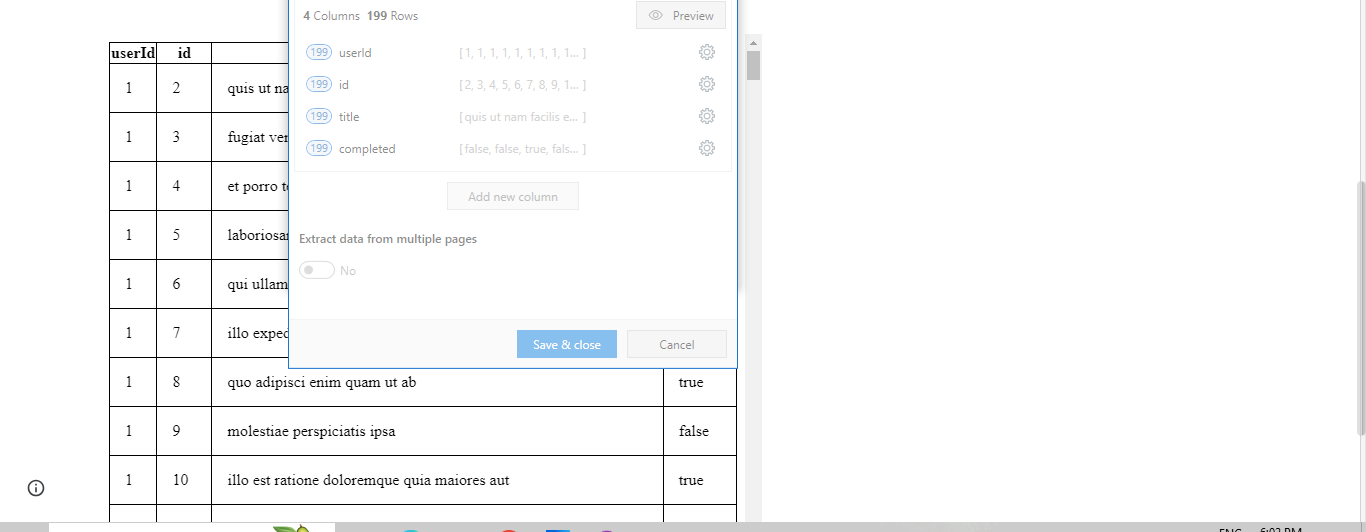 4 Columns 199 Rows
Preview
userId id
199 userId [ 1, 1, 1, 1, 1, 1, 1, 1, 1... ]
1 2 quis ut na
199 id [ 2, 3, 4, 5, 6, 7, 8, 9, 1... ]
199 title [ quis ut nam facilis e... ]
1 3 fugiat ver
199 completed [ false, false, true, fals... ]
1 4 et porro te
Add new column
1 5 laboriosa
Extract data from multiple pages
No
1 6 qui ullam
1 7 illo exped
Save & close Cancel
1 8 quo adipisci enim quam ut ab true
1 9 molestiae perspiciatis ipsa false
1 10 illo est ratione doloremque quia maiores aut true